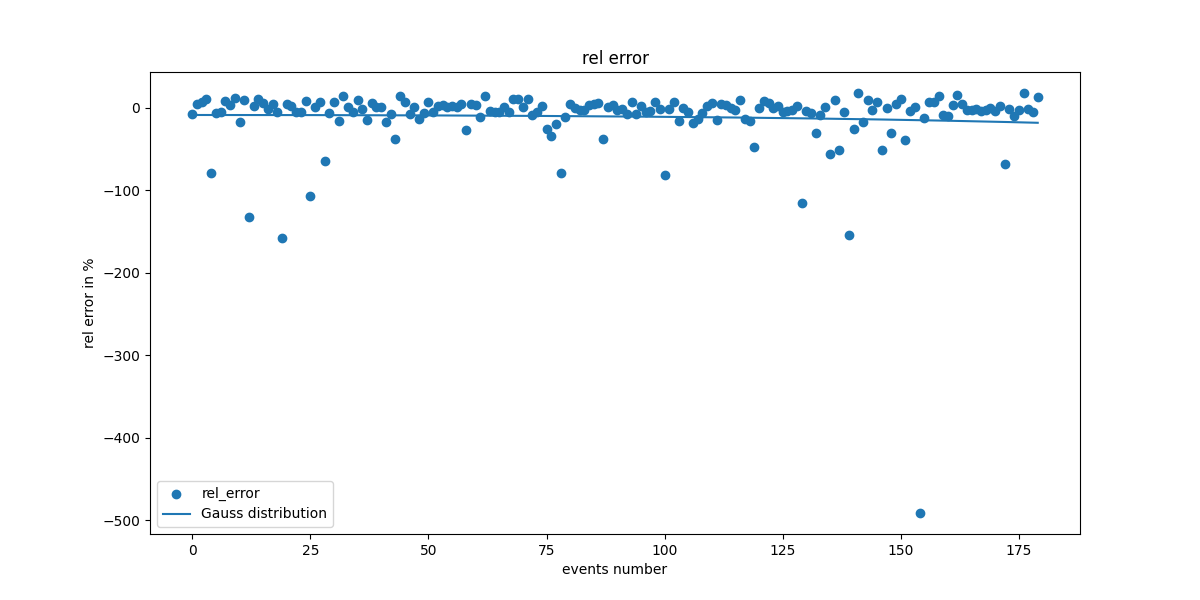 rel error
0
−100
−200
−300
−400
−500
rel error in %
rel_error
Gauss distribution
0
25
50
75
100
125
150
175
events number